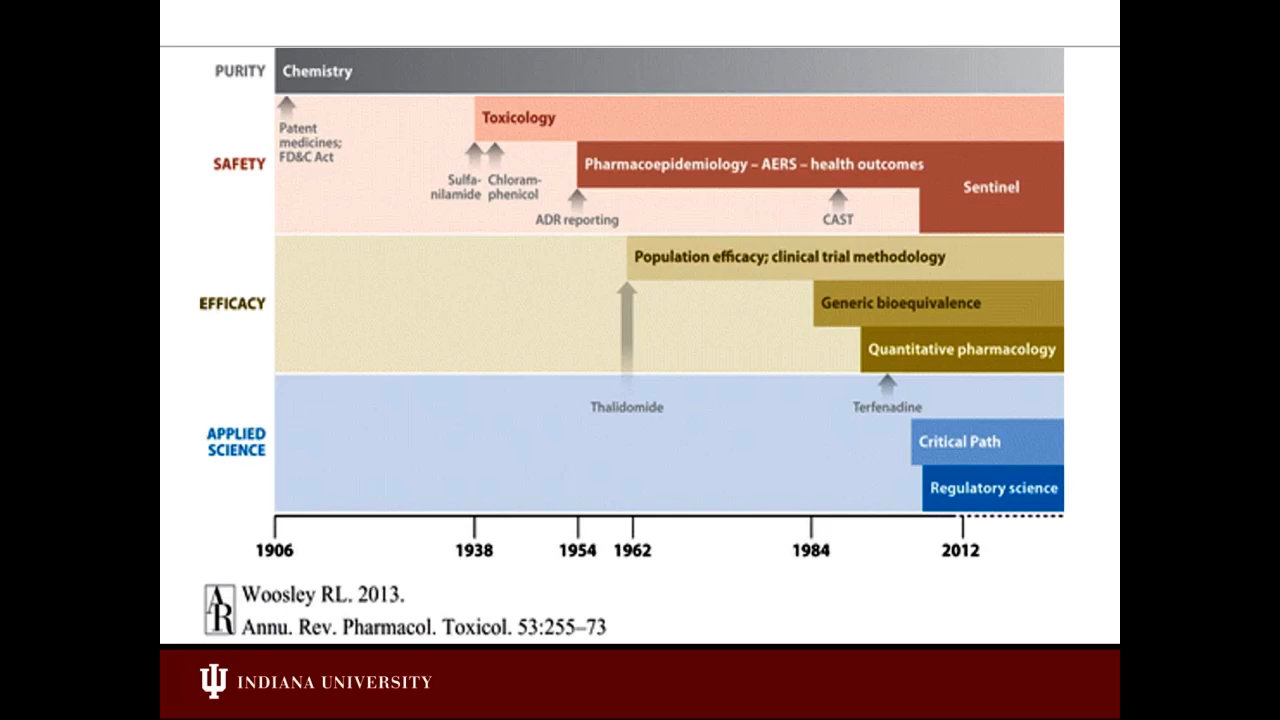 PURITY
Chemistry
Patent
medicines;
FD&C Act
SAFETY
Toxicology
Sulfa-
nilamide
Chloram-
phenicol
Pharmacoepidemiology – AERS – health outcomes
Sentinel
ADR reporting
CAST
EFFICACY
Population efficacy; clinical trial methodology
Generic bioequivalence
Quantitative pharmacology
Thalidomide
Terfenadine
APPLIED
SCIENCE
Critical Path
Regulatory science
1906
1938
1954
1962
1984
2012
AR
Woosley RL. 2013.
Annu. Rev. Pharmacol. Toxicol. 53:255–73
INDIANA UNIVERSITY